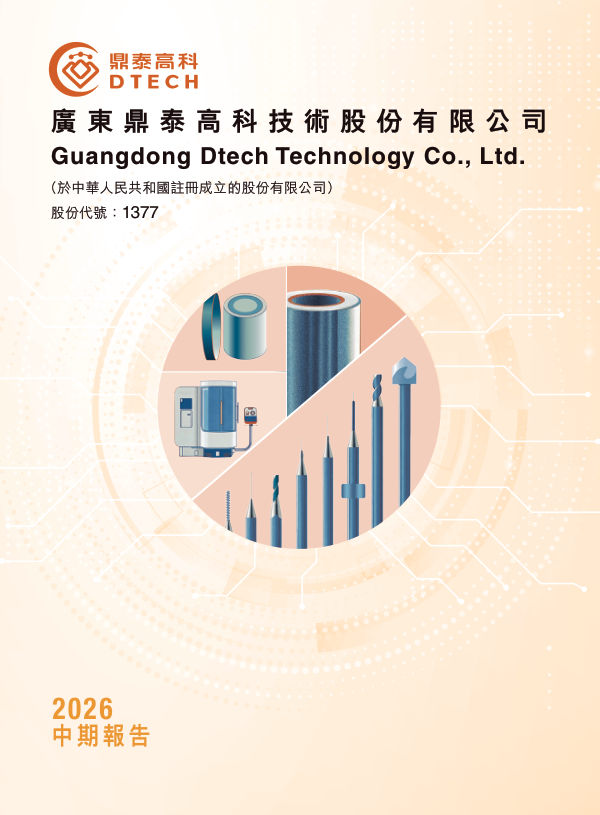 鼎泰高科
DTECH
廣東鼎泰高科技術股份有限公司
Guangdong Dtech Technology Co., Ltd.
（於中華人民共和國註冊成立的股份有限公司）
股份代號：1377
2026
中期報告